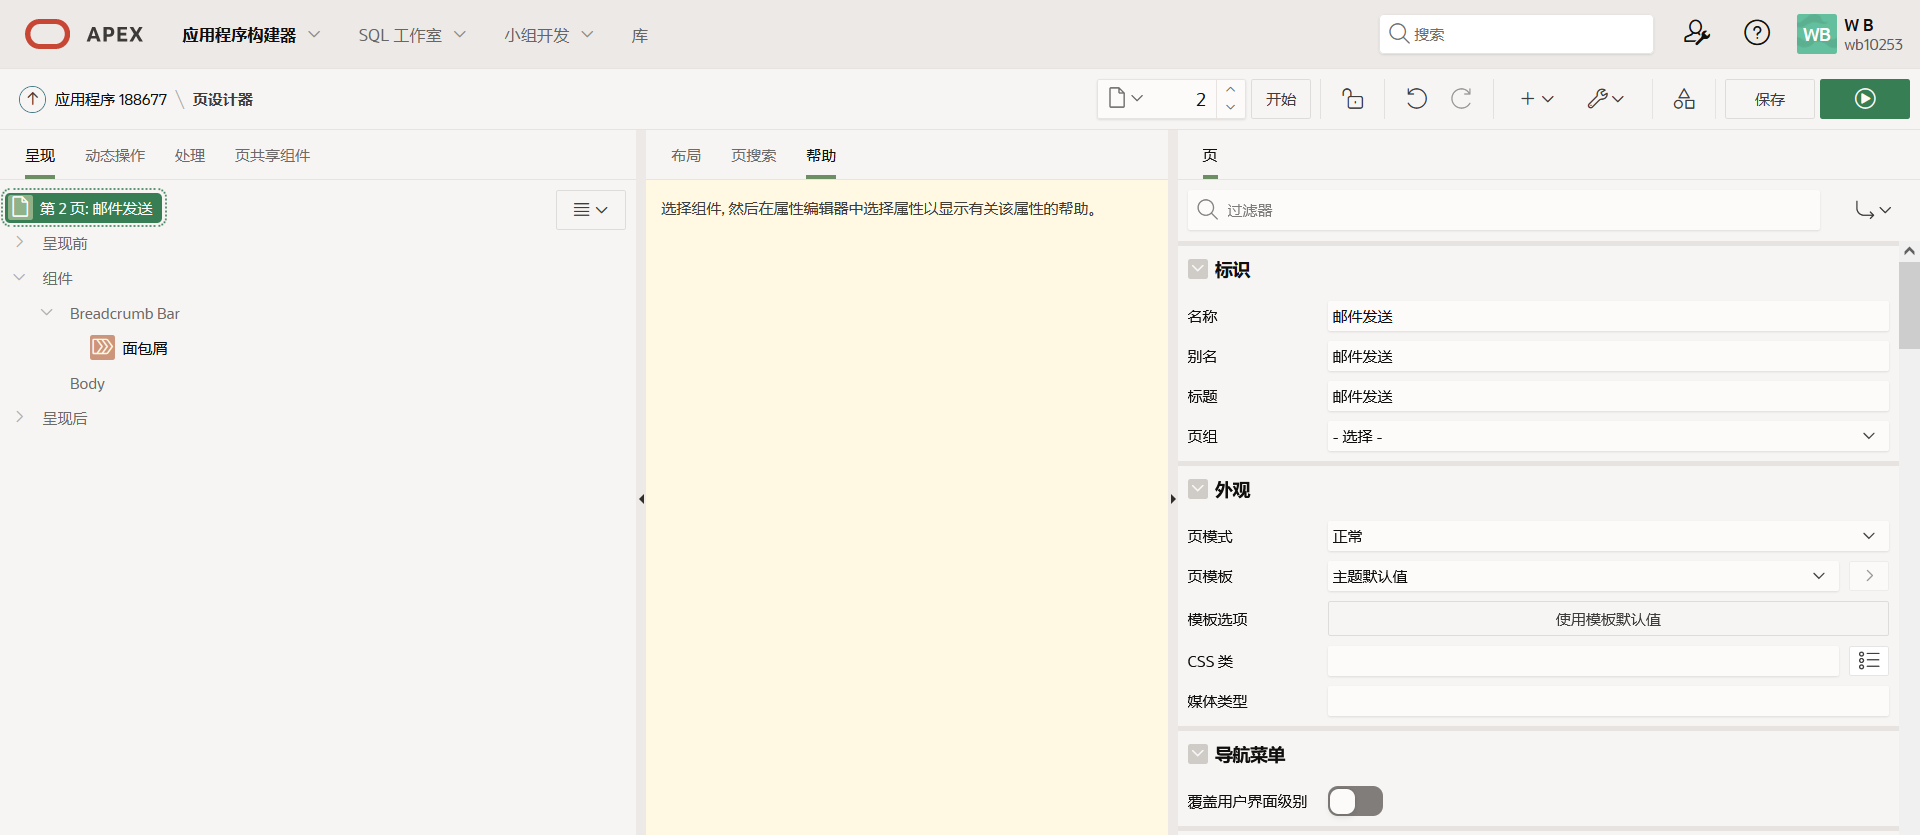 APEX 应用程序构建器 SQL 工作室 小组开发 库 搜索 WB W B
wb10253
应用程序 188677 \ 页设计器 2 开始 保存
呈现 动态操作 处理 页共享组件
第 2 页: 邮件发送
呈现前
组件
Breadcrumb Bar
面包屑
Body
呈现后
布局 页搜索 帮助
选择组件, 然后在属性编辑器中选择属性以显示有关该属性的帮助。
页
过滤器
标识
名称 邮件发送
别名 邮件发送
标题 邮件发送
页组 - 选择 -
外观
页模式 正常
页模板 主题默认值
模板选项 使用模板默认值
CSS 类
媒体类型
导航菜单
覆盖用户界面级别